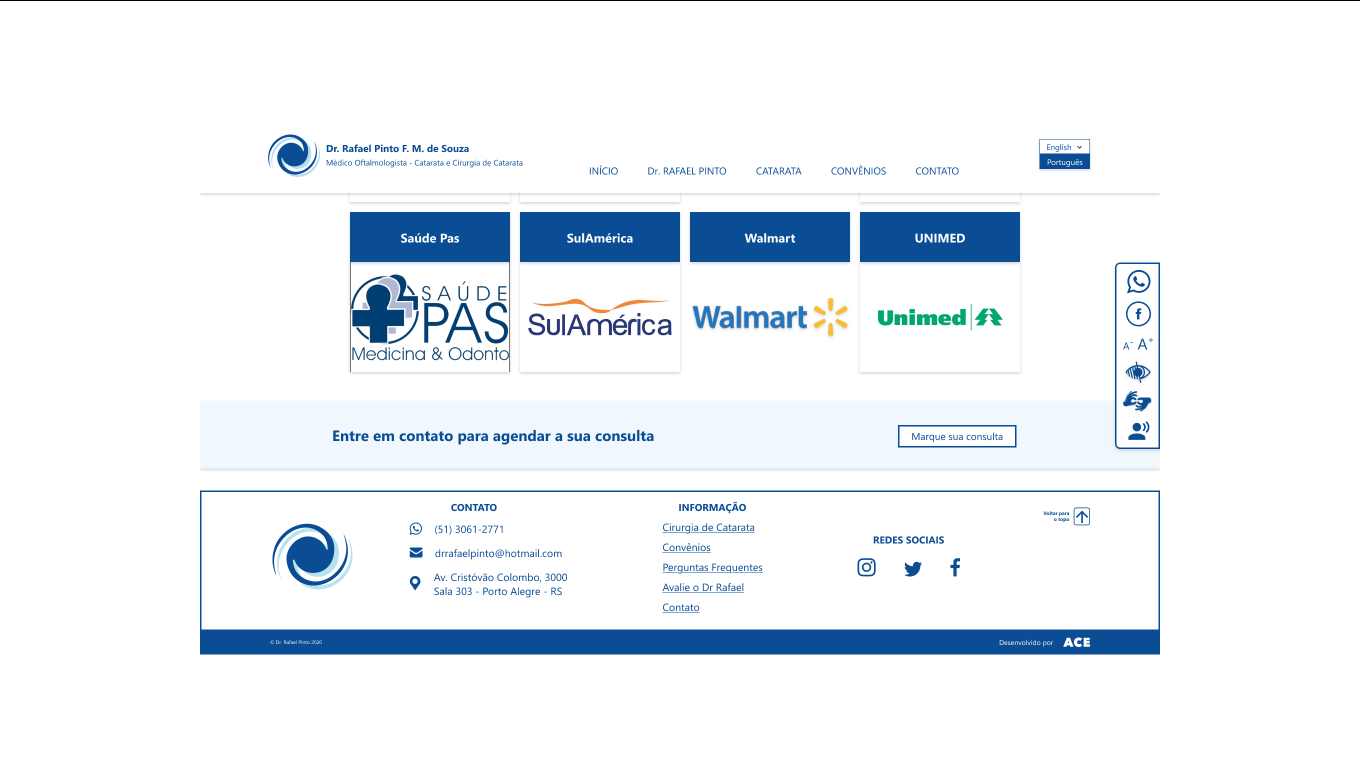 Dr. Rafael Pinto F. M. de Souza
Médico Oftalmologista - Catarata e Cirurgia de Catarata
INÍCIO
Dr. RAFAEL PINTO
CATARATA
CONVÊNIOS
CONTATO
English
Português
Saúde Pas
SulAmérica
Walmart
UNIMED
SAÚDE
PAS
Medicina & Odonto
SulAmérica
Walmart
Unimed
A- A+
Entre em contato para agendar a sua consulta
Marque sua consulta
CONTATO
(51) 3061-2771
drrafaelpinto@hotmail.com
Av. Cristóvão Colombo, 3000
Sala 303 - Porto Alegre - RS
INFORMAÇÃO
Cirurgia de Catarata
Convênios
Perguntas Frequentes
Avalie o Dr Rafael
Contato
REDES SOCIAIS
Voltar para
o topo
© Dr. Rafael Pinto 2020
Desenvolvido por ACE